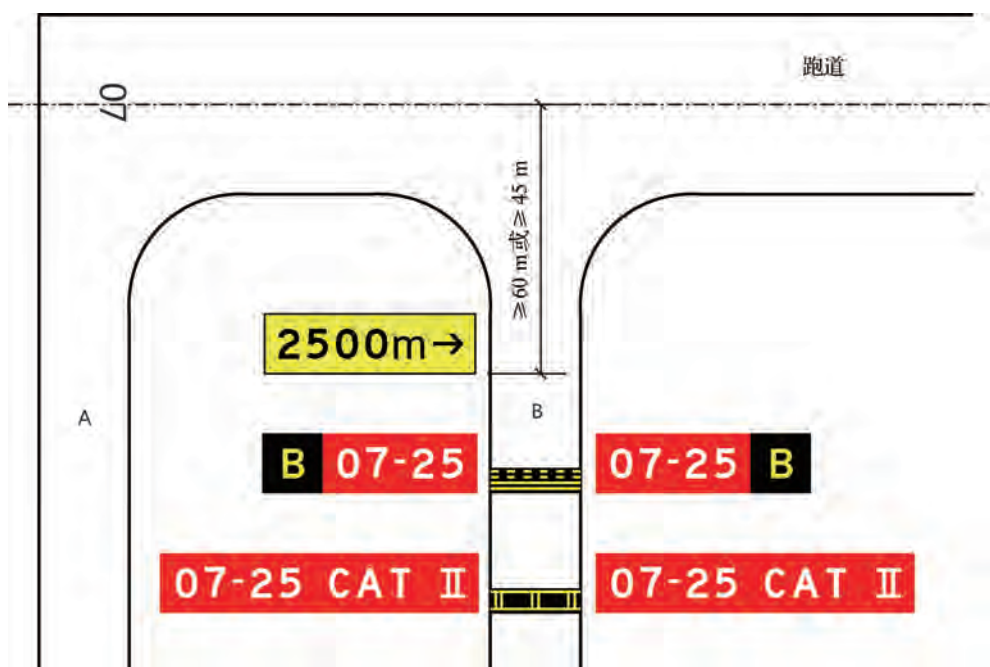 跑道
07
≥60 m或≥45 m
2500m→
A
B
B 07-25
07-25 B
07-25 CAT Ⅱ
07-25 CAT Ⅱ